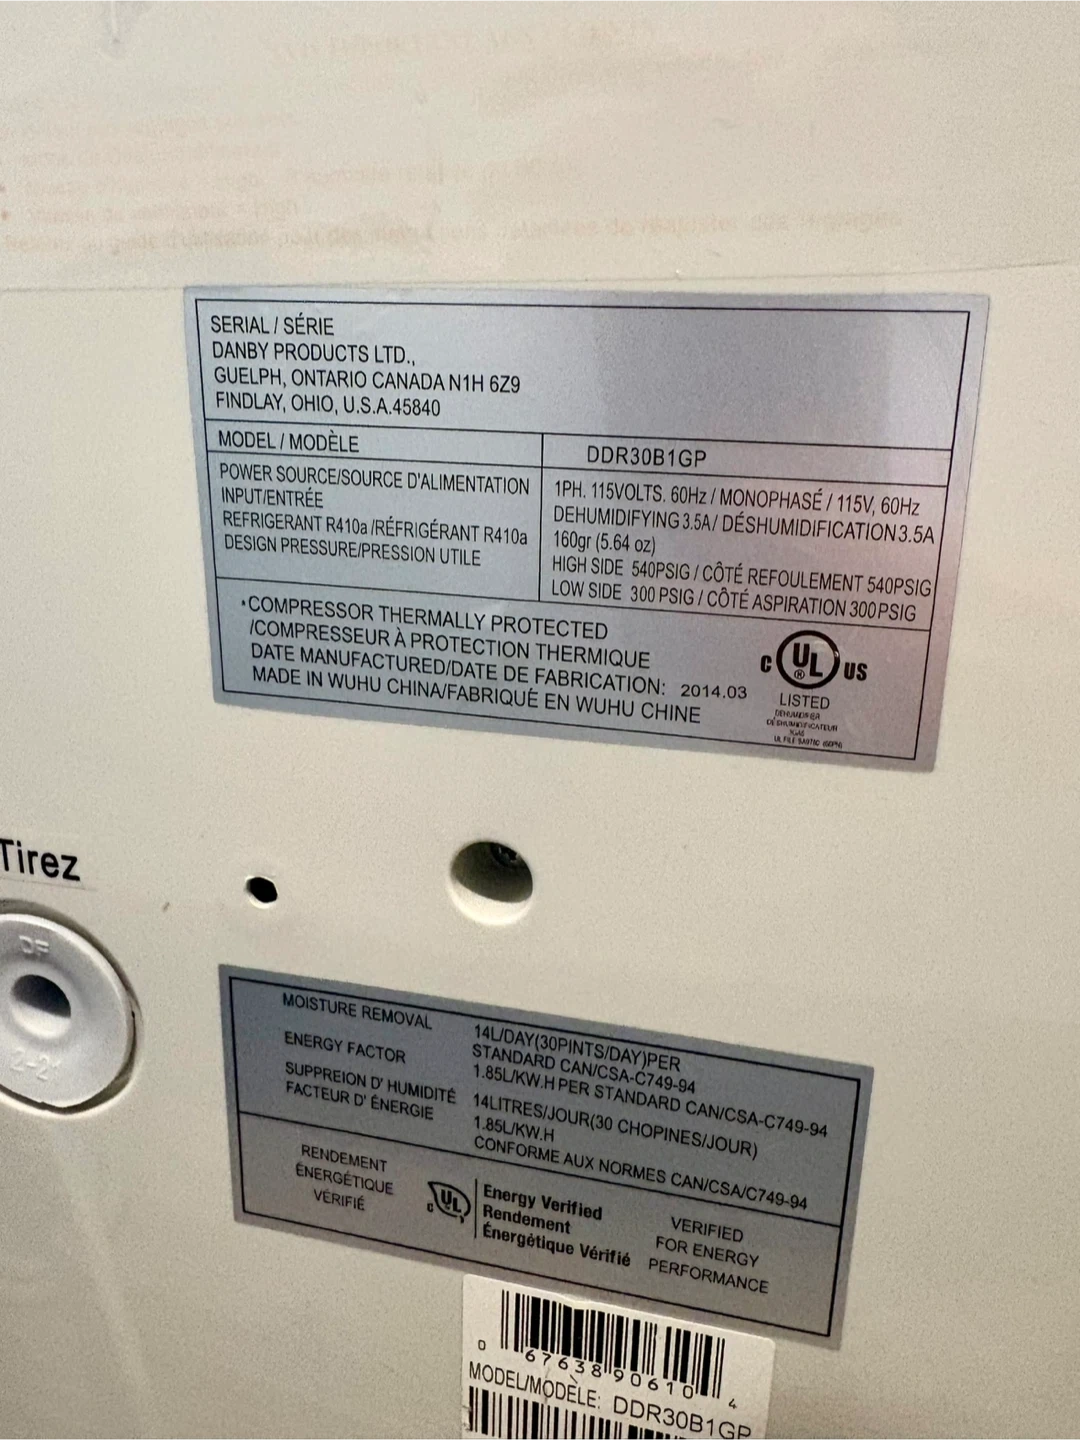 SERIAL / SÉRIE
DANBY PRODUCTS LTD.,
GUELPH, ONTARIO CANADA N1H 6Z9
FINDLAY, OHIO, U.S.A.45840
MODEL / MODÈLE
DDR30B1GP
POWER SOURCE/SOURCE D'ALIMENTATION
INPUT/ENTRÉE
REFRIGERANT R410a /RÉFRIGÉRANT R410a
DESIGN PRESSURE/PRESSION UTILE
1PH. 115VOLTS. 60Hz / MONOPHASÉ / 115V, 60Hz
DEHUMIDIFYING 3.5A/ DÉSHUMIDIFICATION 3.5A
160gr (5.64 oz)
HIGH SIDE 540PSIG / CÔTÉ REFOULEMENT 540PSIG
LOW SIDE 300 PSIG / CÔTÉ ASPIRATION 300PSIG
•COMPRESSOR THERMALLY PROTECTED
/COMPRESSEUR À PROTECTION THERMIQUE
DATE MANUFACTURED/DATE DE FABRICATION: 2014.03
MADE IN WUHU CHINA/FABRIQUÉ EN WUHU CHINE
C UL ® US
LISTED
DEHUMIDIFIER
DÉSHUMIDIFICATEUR
Tirez
DF
MOISTURE REMOVAL
ENERGY FACTOR
SUPPREION D' HUMIDITÉ
FACTEUR D' ÉNERGIE
14L/DAY(30PINTS/DAY)PER
STANDARD CAN/CSA-C749-94
1.85L/KW.H PER STANDARD CAN/CSA-C749-94
14LITRES/JOUR(30 CHOPINES/JOUR)
1.85L/KW.H
CONFORME AUX NORMES CAN/CSA/C749-94
RENDEMENT
ÉNERGÉTIQUE
VÉRIFIÉ
C UL
Energy Verified
Rendement
Énergétique Vérifié
VERIFIED
FOR ENERGY
PERFORMANCE
0 67638 90610 4
MODEL/MODÈLE: DDR30B1GP